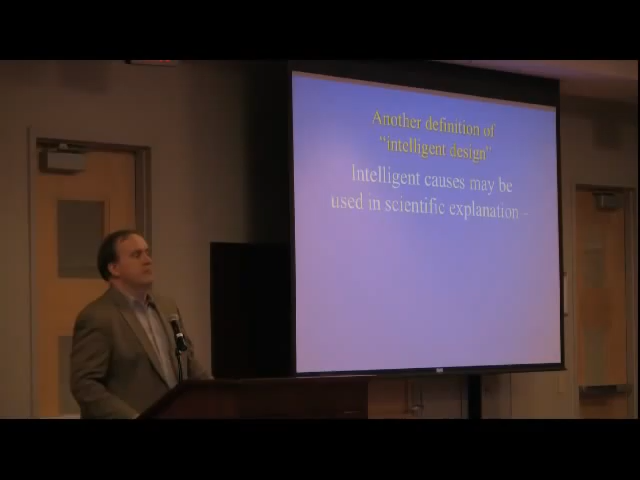 Another definition of
"intelligent design"
Intelligent causes may be
used in scientific explanation –